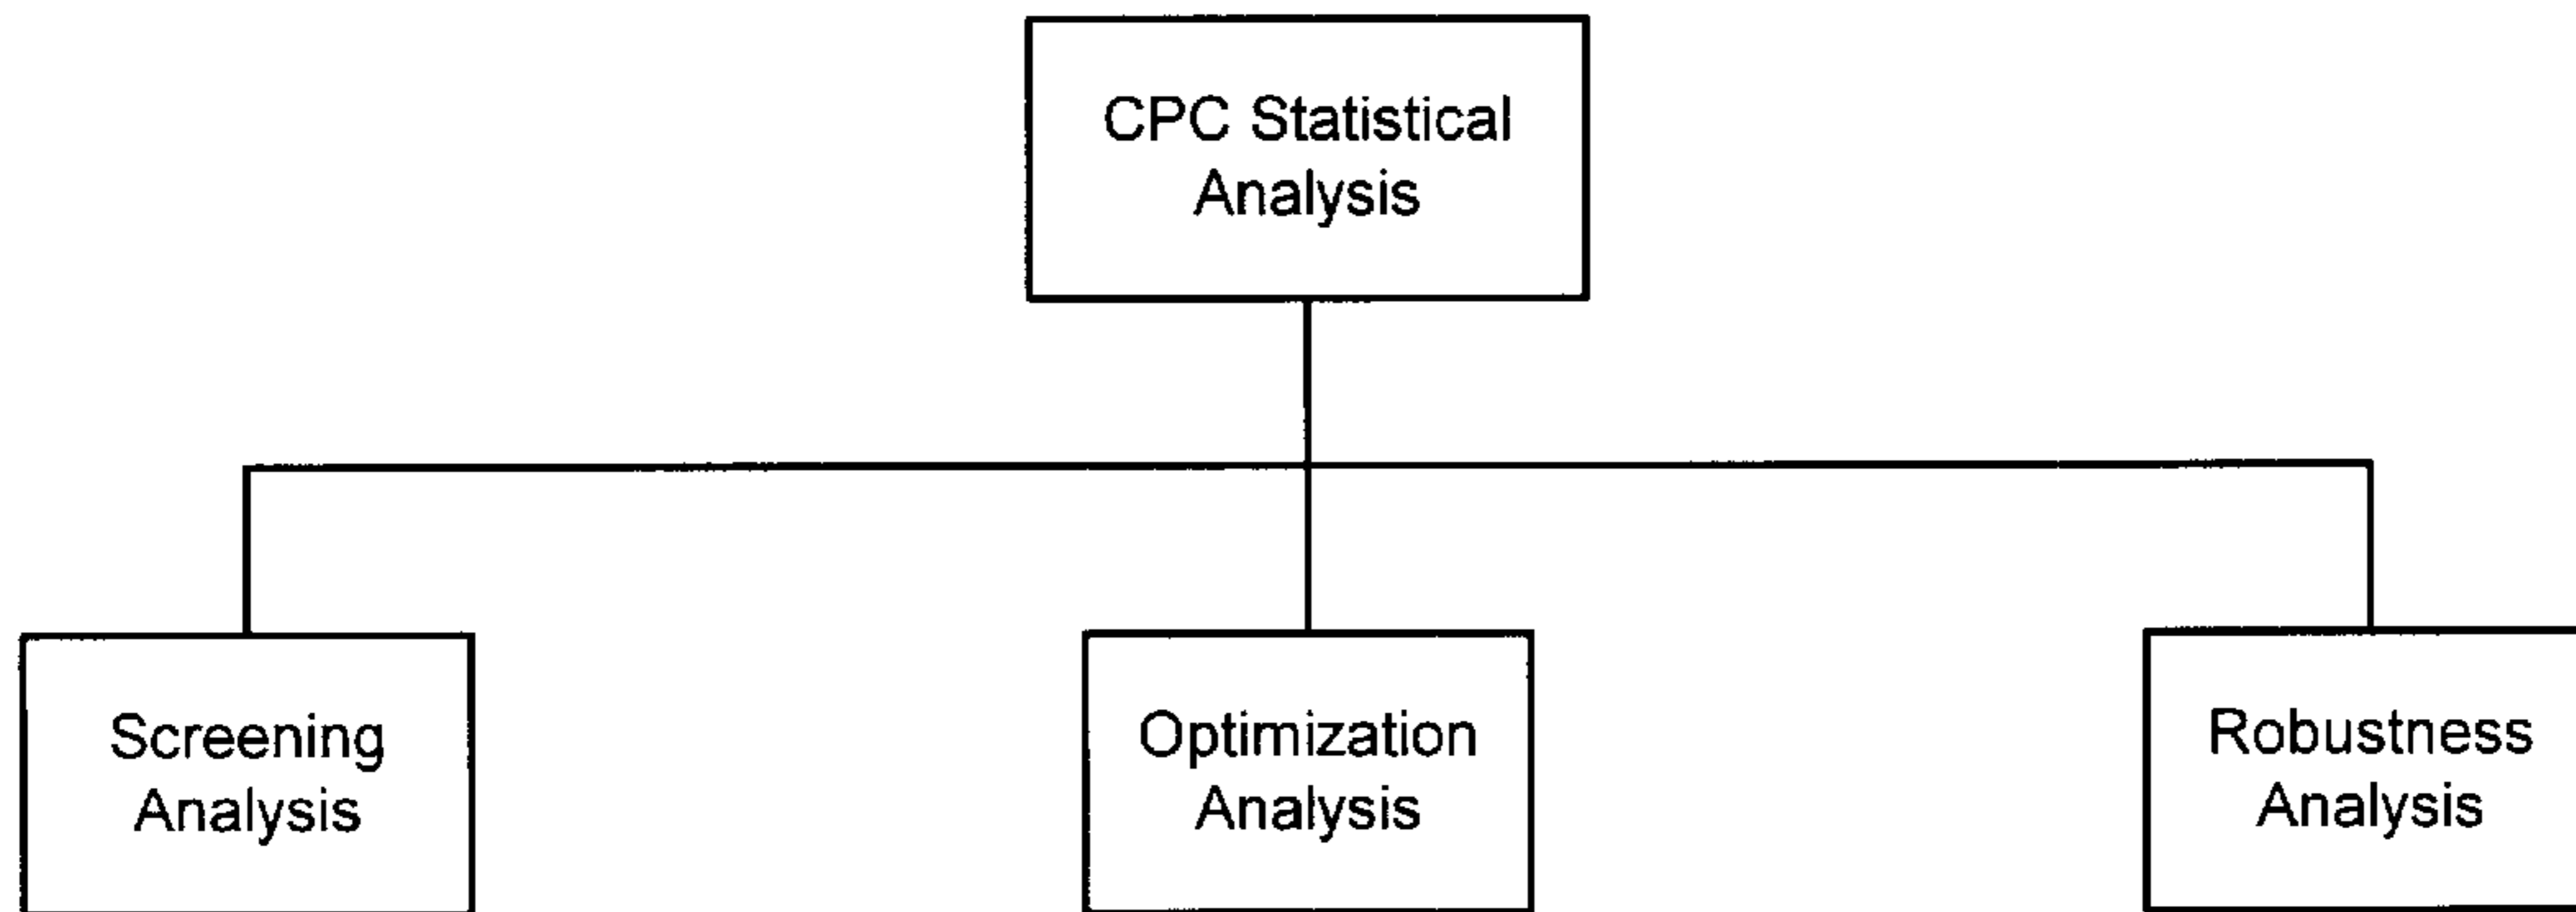 CPC Statistical
Analysis
Screening
Analysis
Optimization
Analysis
Robustness
Analysis